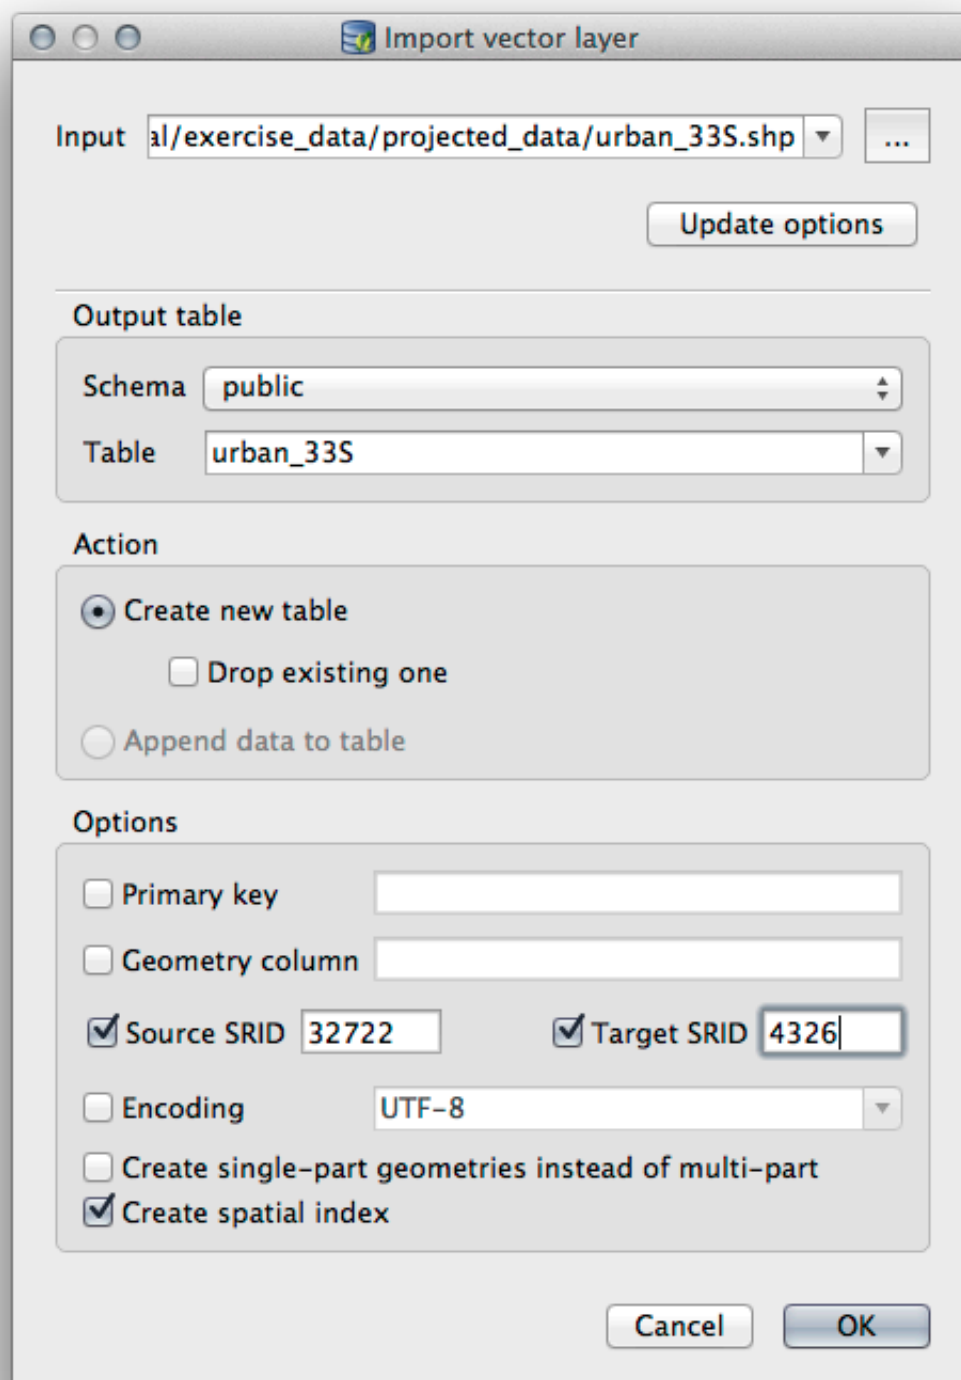 Import vector layer
Input al/exercise_data/projected_data/urban_33S.shp ...
Update options
Output table
Schema public
Table urban_33S
Action
Create new table
Drop existing one
Append data to table
Options
Primary key
Geometry column
Source SRID 32722 Target SRID 4326
Encoding UTF-8
Create single-part geometries instead of multi-part
Create spatial index
Cancel OK